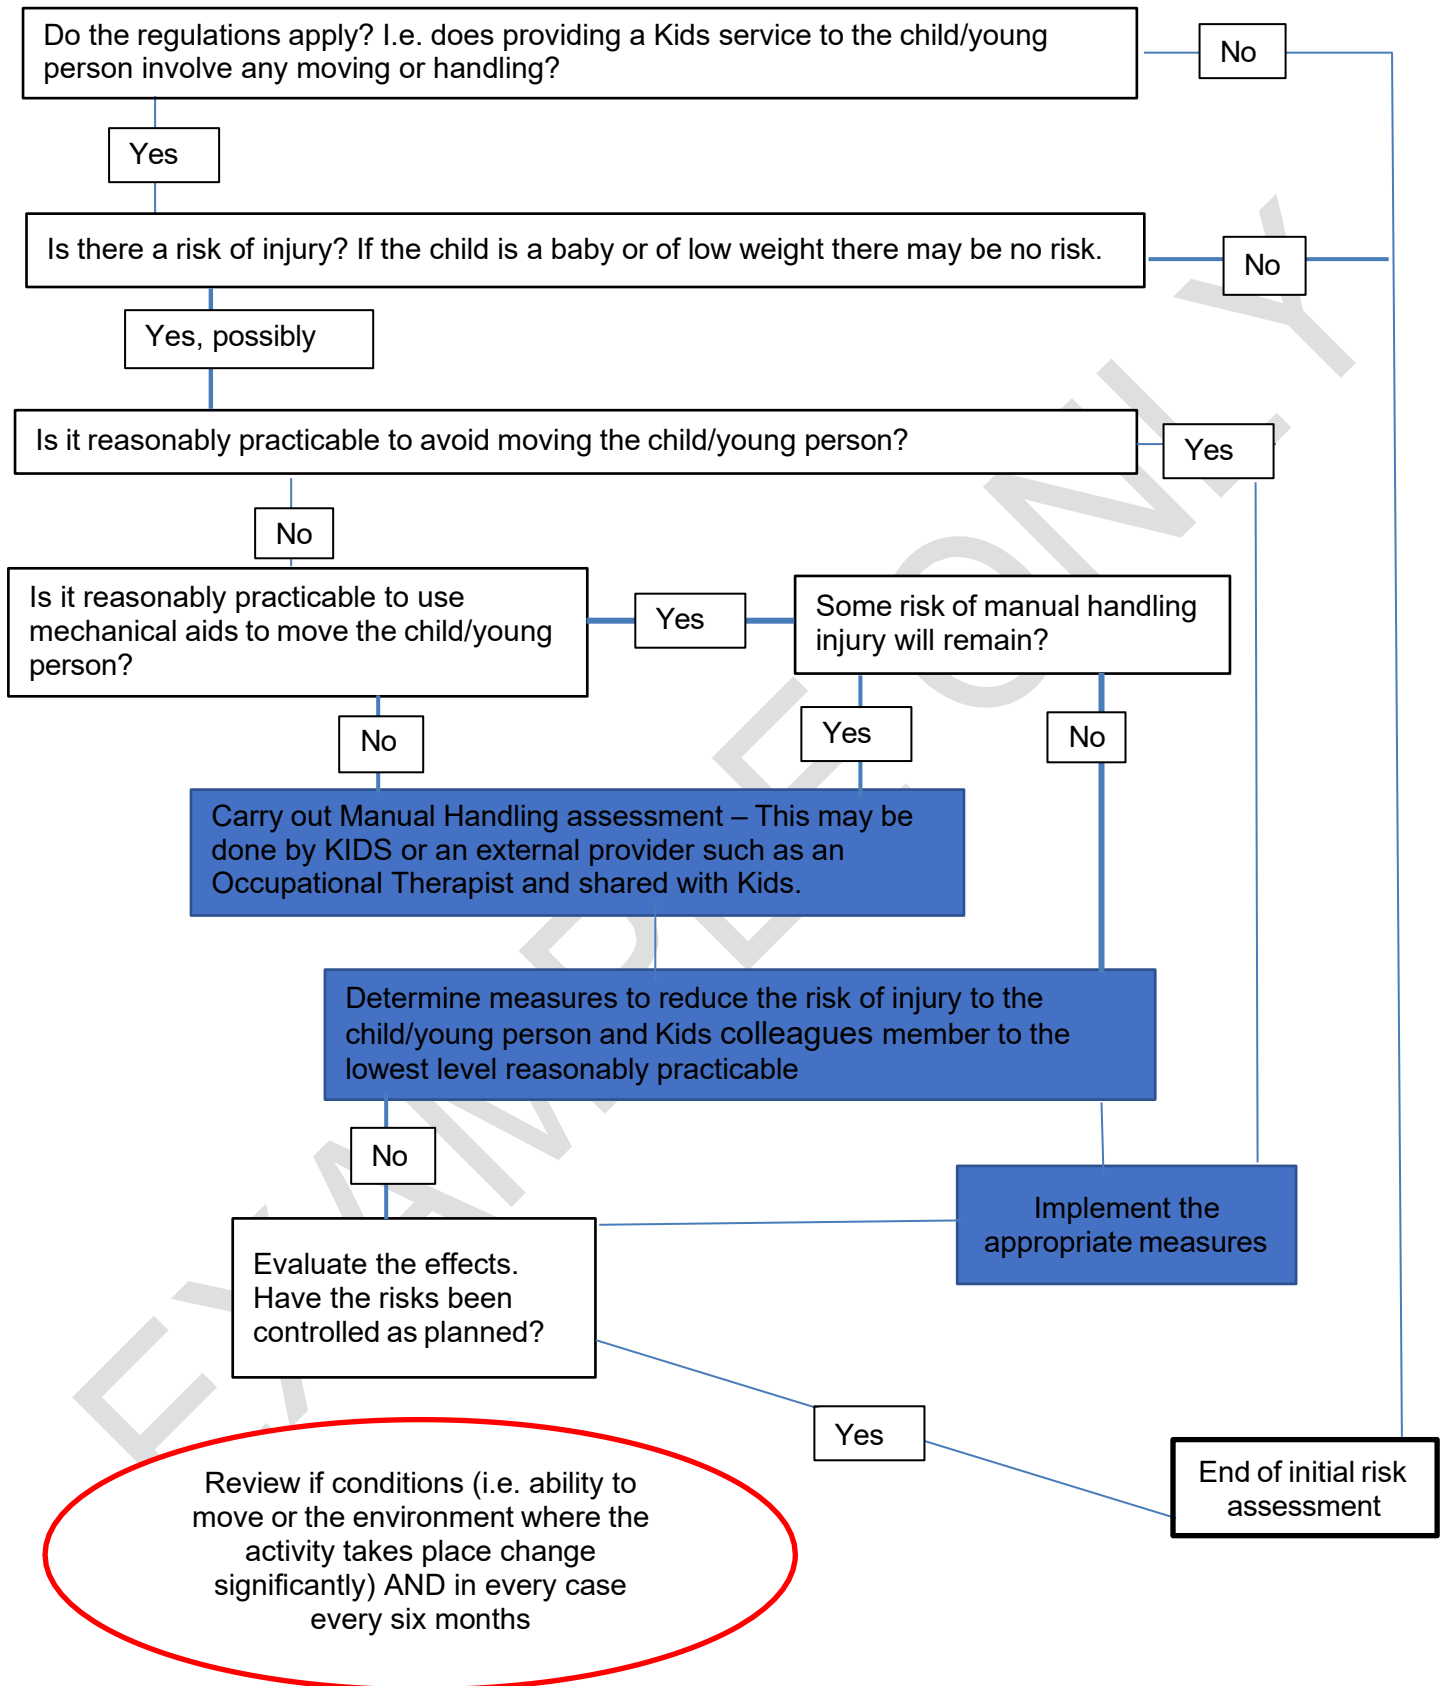 Do the regulations apply? I.e. does providing a Kids service to the child/young
person involve any moving or handling?
No
Yes
Is there a risk of injury? If the child is a baby or of low weight there may be no risk.
No
Yes, possibly
Is it reasonably practicable to avoid moving the child/young person?
Yes
No
Is it reasonably practicable to use
mechanical aids to move the child/young
person?
Yes
Some risk of manual handling
injury will remain?
No
Yes
No
Carry out Manual Handling assessment – This may be
done by KIDS or an external provider such as an
Occupational Therapist and shared with Kids.
Determine measures to reduce the risk of injury to the
child/young person and Kids colleagues member to the
lowest level reasonably practicable
No
Implement the
appropriate measures
Evaluate the effects.
Have the risks been
controlled as planned?
Yes
End of initial risk
assessment
Review if conditions (i.e. ability to
move or the environment where the
activity takes place change
significantly) AND in every case
every six months
EXAMPLE ONLY